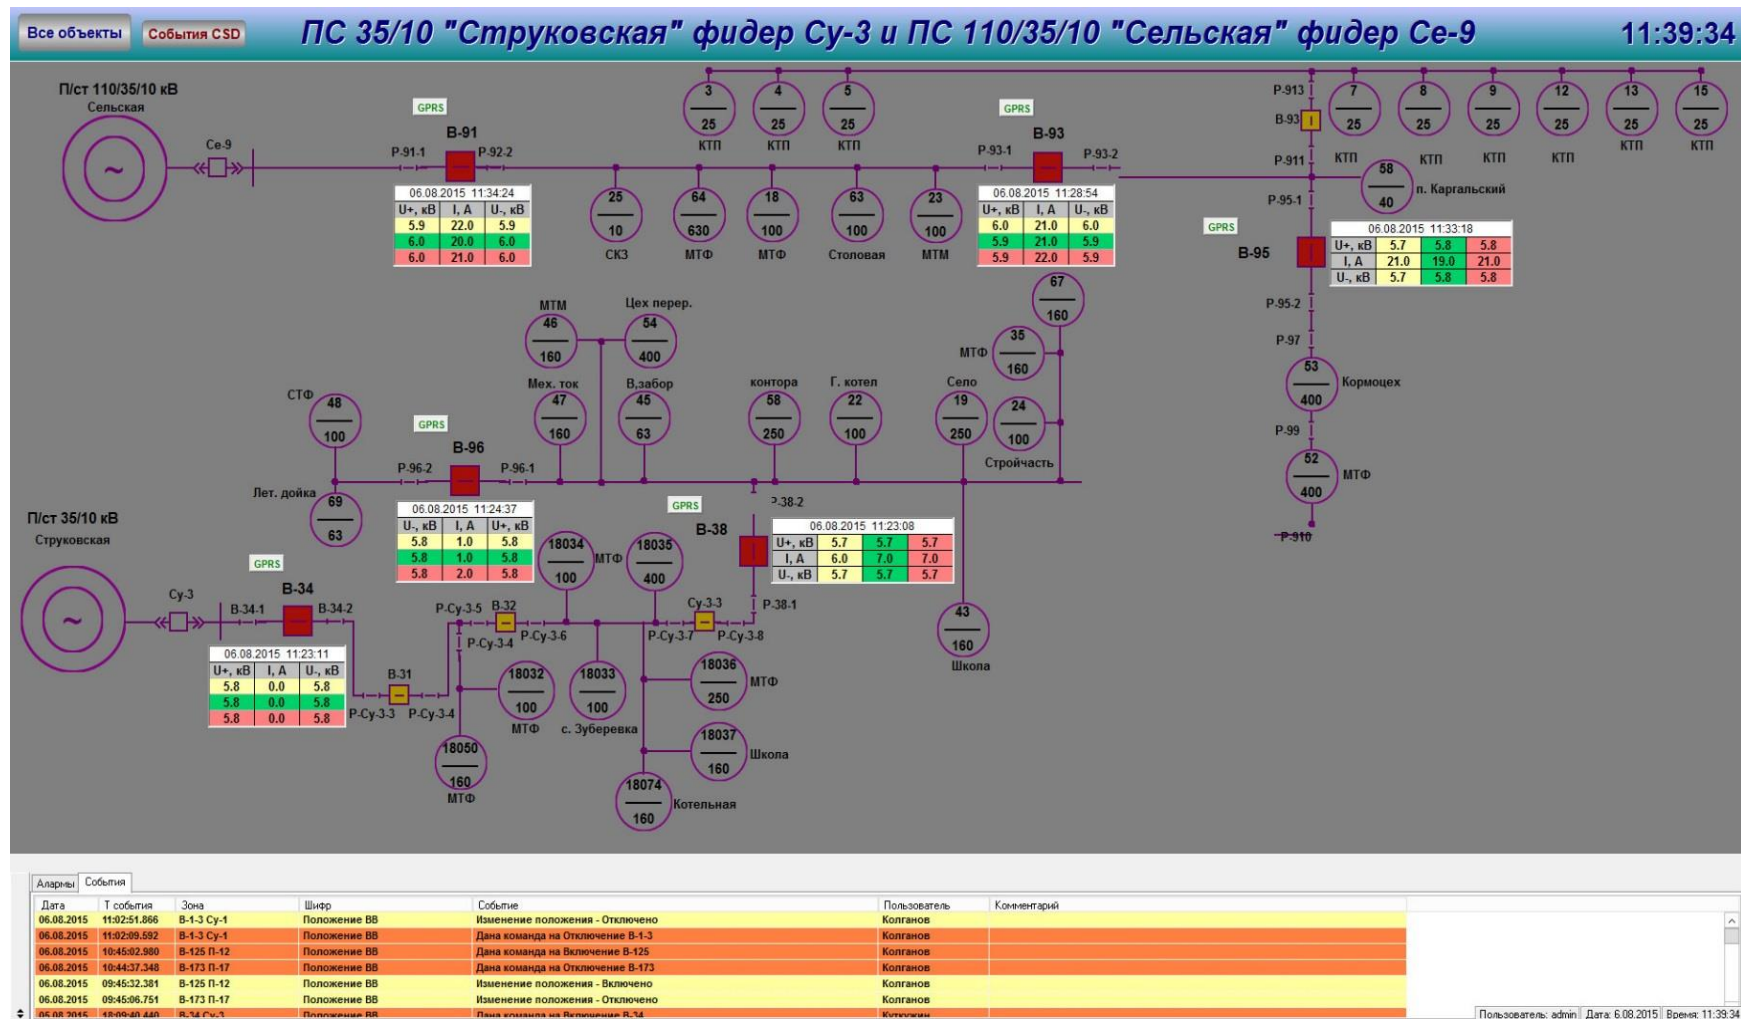 Все объекты
События CSD
ПС 35/10 "Струковская" фидер Су-3 и ПС 110/35/10 "Сельская" фидер Се-9
11:39:34
П/ст 110/35/10 кВ
Сельская
~
Се-9
GPRS
В-91
Р-91-1
Р-92-2
06.08.2015 11:34:24
U+, кВ I, А U-, кВ
5.9 22.0 5.9
6.0 20.0 6.0
6.0 21.0 6.0
3 25 КТП
4 25 КТП
5 25 КТП
25 10 СКЗ
64 630 МТФ
18 100 МТФ
63 100 Столовая
23 100 МТМ
GPRS
В-93
Р-93-1
Р-93-2
06.08.2015 11:28:54
U+, кВ I, А U-, кВ
6.0 21.0 6.0
5.9 21.0 5.9
5.9 22.0 5.9
Р-913
В-93
Р-911
7 25 КТП
8 25 КТП
9 25 КТП
12 25 КТП
13 25 КТП
15 25 КТП
58 40 п. Каргальский
Р-95-1
GPRS
В-95
06.08.2015 11:33:18
U+, кВ 5.7 5.8 5.8
I, А 21.0 19.0 21.0
U-, кВ 5.7 5.8 5.8
Р-95-2
Р-97
53 400 Кормоцех
Р-99
52 400 МТФ
Р-910
МТМ 46 160
Цех перер. 54 400
67 160
МТФ 35 160
СТФ 48 100
Мех. ток 47 160
В,забор 45 63
контора 58 250
Г. котел 22 100
Село 19 250
24 100 Стройчасть
GPRS
В-96
Р-96-2
Р-96-1
Лет. дойка 69 63
06.08.2015 11:24:37
U-, кВ I, А U+, кВ
5.8 1.0 5.8
5.8 1.0 5.8
5.8 2.0 5.8
GPRS
В-38
Р-38-2
06.08.2015 11:23:08
U+, кВ 5.7 5.7 5.7
I, А 6.0 7.0 7.0
U-, кВ 5.7 5.7 5.7
Р-38-1
43 160 Школа
П/ст 35/10 кВ
Струковская
~
Су-3
GPRS
В-34
В-34-1
В-34-2
06.08.2015 11:23:11
U+, кВ I, А U-, кВ
5.8 0.0 5.8
5.8 0.0 5.8
5.8 0.0 5.8
В-31
Р-Су-3-3
Р-Су-3-4
Р-Су-3-5
В-32
Р-Су-3-4
Р-Су-3-6
18034 100 МТФ
18035 400
Су-3-3
Р-Су-3-7
Р-Су-3-8
18032 100 МТФ
18033 100 с. Зуберевка
18036 250 МТФ
18037 160 Школа
18050 160 МТФ
18074 160 Котельная
Алармы События
Дата Т события Зона Шифр Событие Пользователь Комментарий
06.08.2015 11:02:51.866 В-1-3 Су-1 Положение ВВ Изменение положения - Отключено Колганов
06.08.2015 11:02:09.592 В-1-3 Су-1 Положение ВВ Дана команда на Отключение В-1-3 Колганов
06.08.2015 10:45:02.980 В-125 П-12 Положение ВВ Дана команда на Включение В-125 Колганов
06.08.2015 10:44:37.348 В-173 П-17 Положение ВВ Дана команда на Отключение В-173 Колганов
06.08.2015 09:45:32.381 В-125 П-12 Положение ВВ Изменение положения - Включено Колганов
06.08.2015 09:45:06.751 В-173 П-17 Положение ВВ Изменение положения - Отключено Колганов
05.08.2015 18:09:40.440 В-34 Су-3 Положение ВВ Дана команда на Включение В-34 Кутюжин
Пользователь: admin Дата: 6.08.2015 Время: 11:39:34